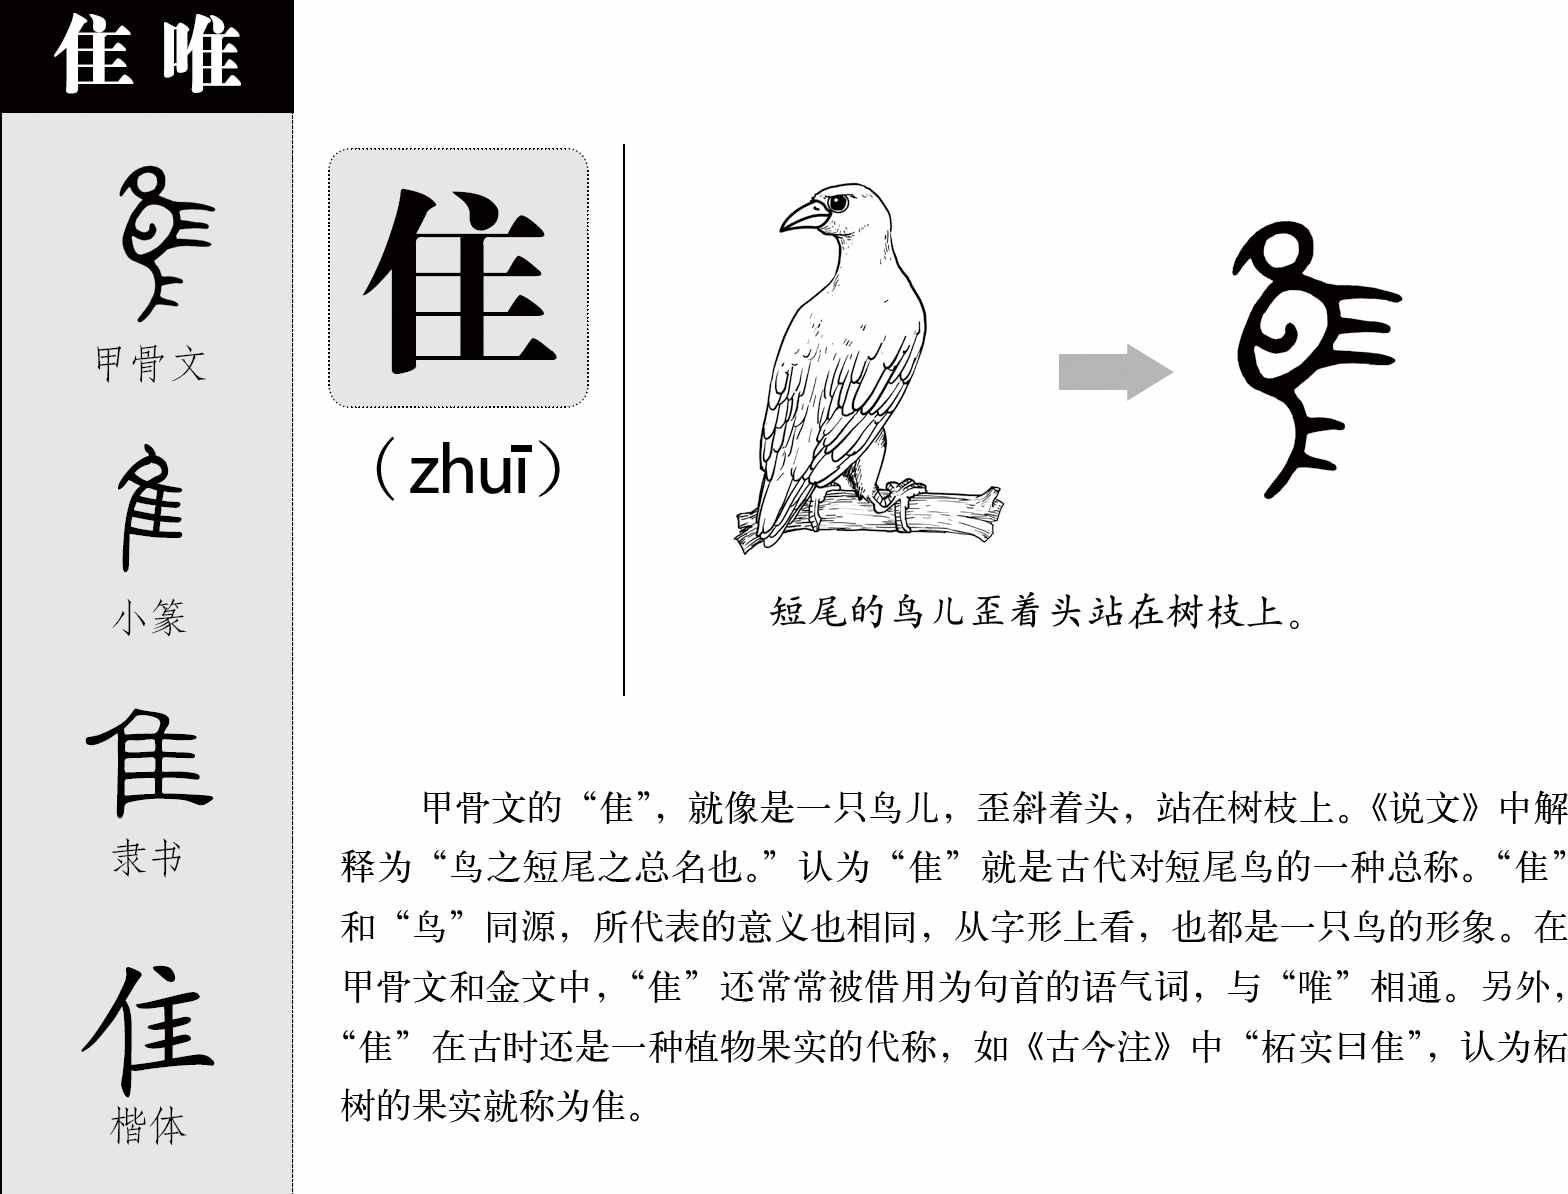 隹 唯
甲骨文
小篆
隶书
楷体
隹
（zhuī）
短尾的鸟儿歪着头站在树枝上。
甲骨文的“隹”，就像是一只鸟儿，歪斜着头，站在树枝上。《说文》中解
释为“鸟之短尾之总名也。”认为“隹”就是古代对短尾鸟的一种总称。“隹”
和“鸟”同源，所代表的意义也相同，从字形上看，也都是一只鸟的形象。在
甲骨文和金文中，“隹”还常常被借用为句首的语气词，与“唯”相通。另外，
“隹”在古时还是一种植物果实的代称，如《古今注》中“柘实曰隹”，认为柘
树的果实就称为隹。